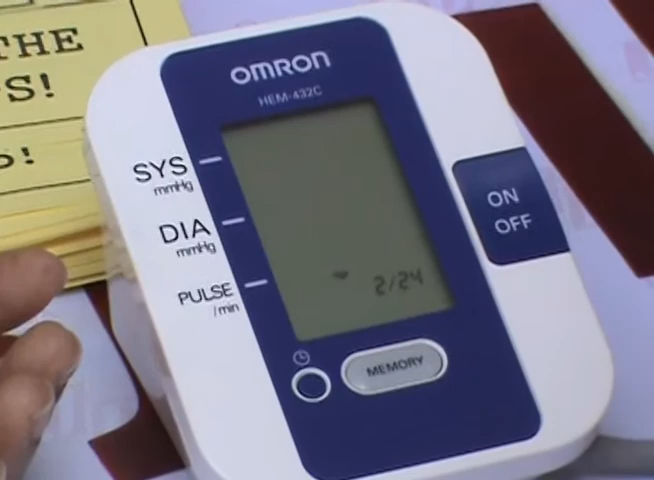 THE
S!
S!
OMRON
HEM-432C
SYS
mmHg
DIA
mmHg
PULSE
/min
2/24
ON
OFF
MEMORY